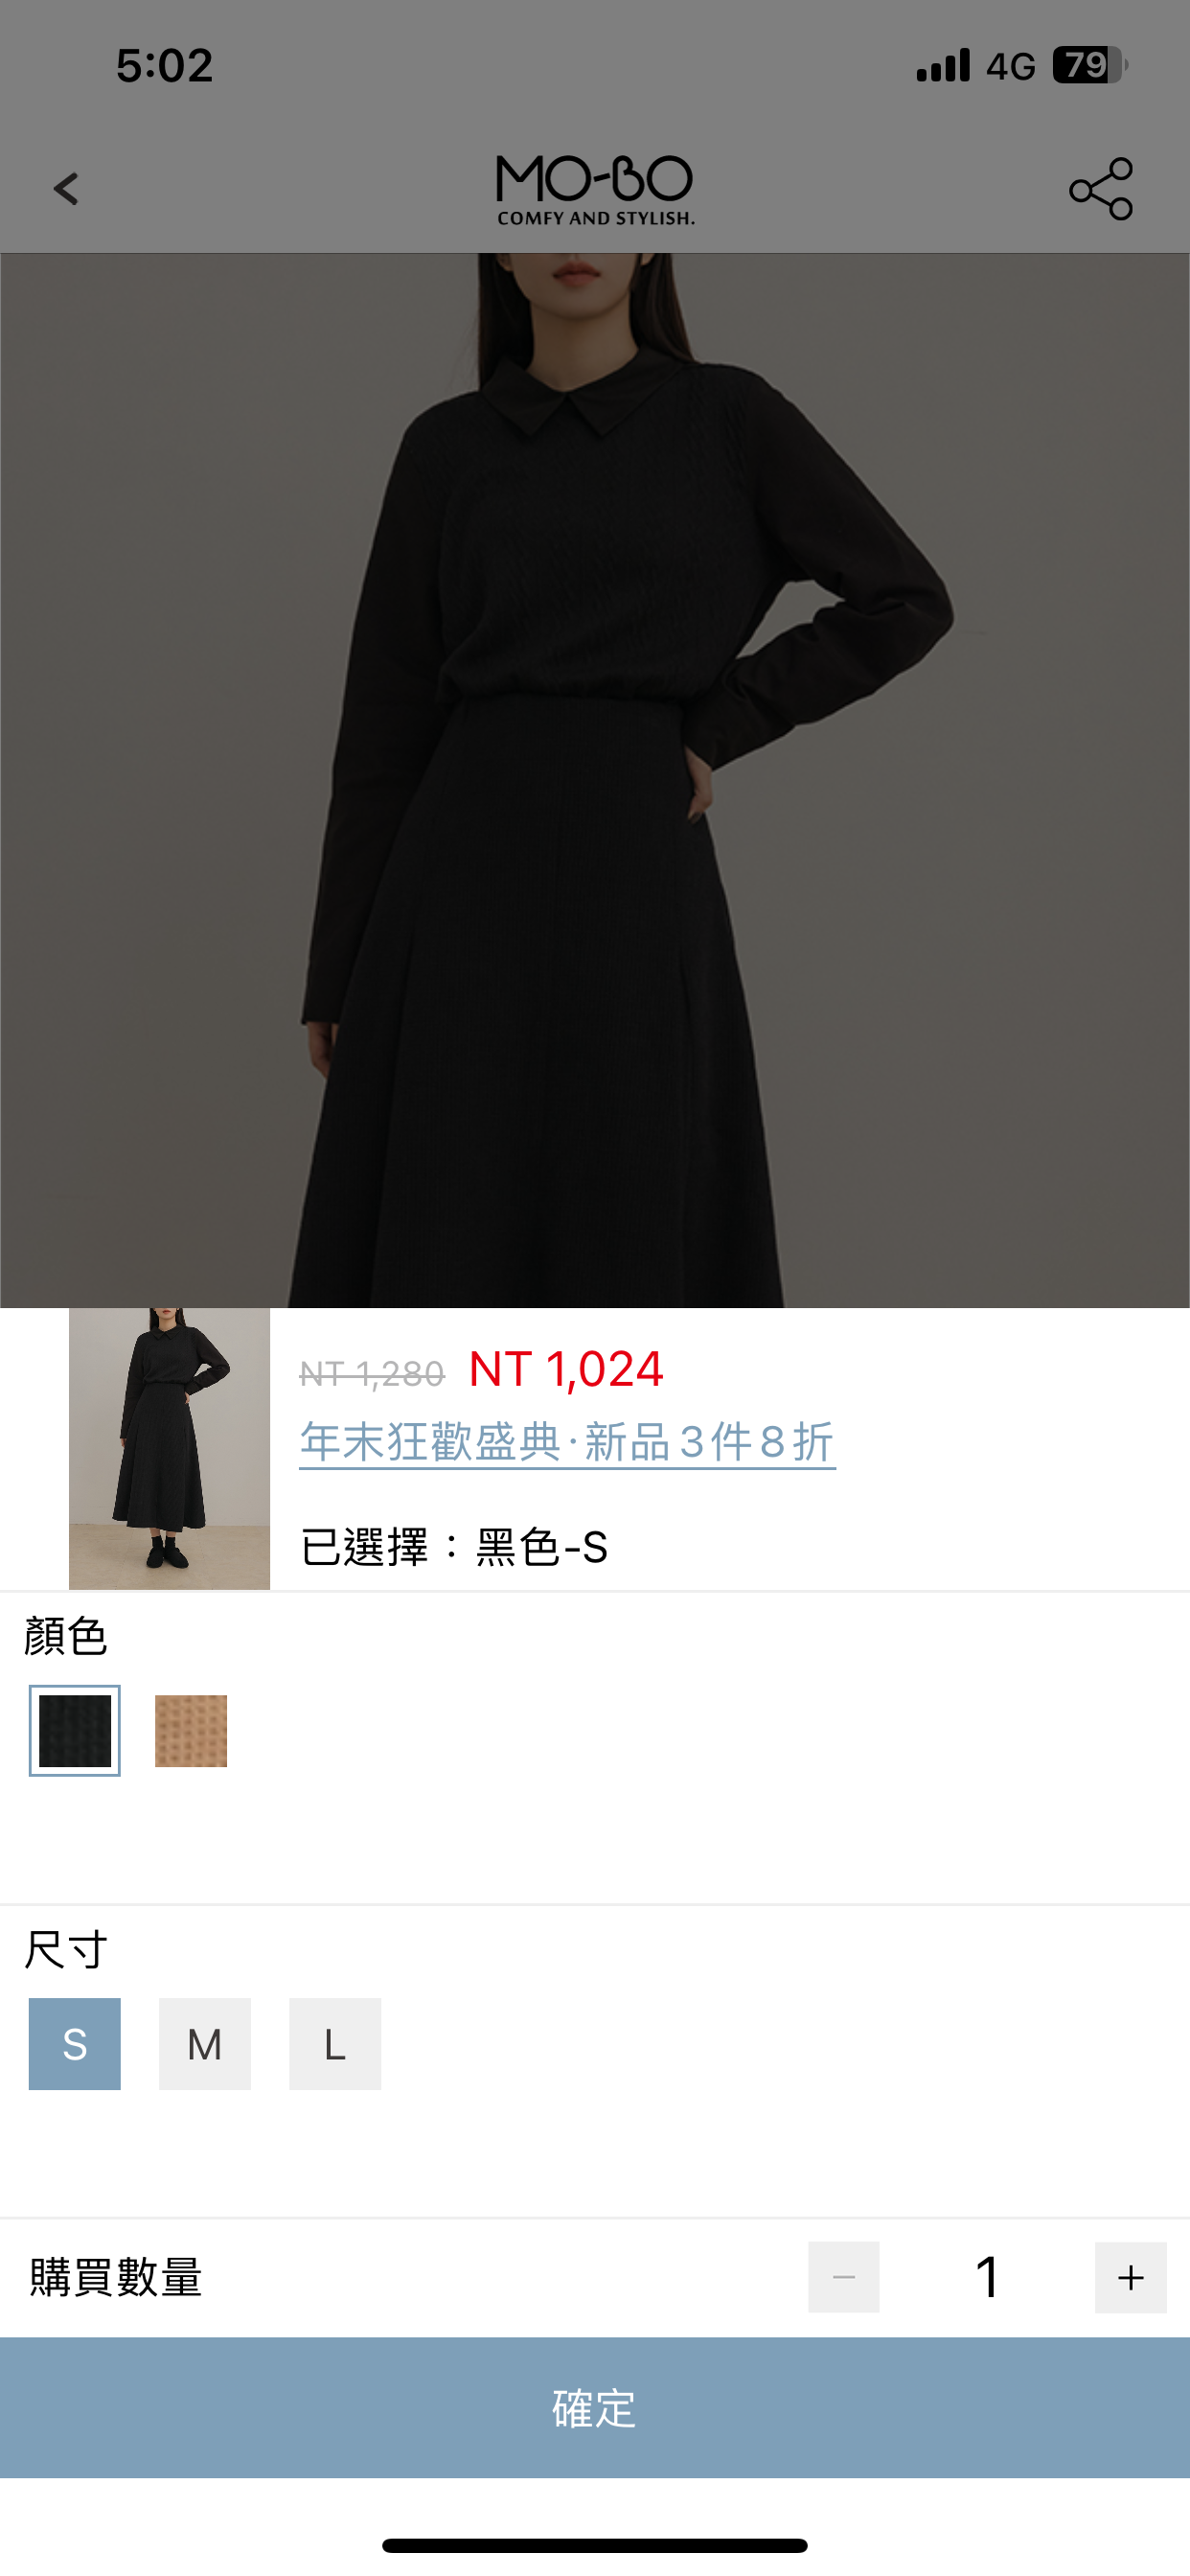 5:02 4G 79
MO-BO
COMFY AND STYLISH.
NT 1,280 NT 1,024
年末狂歡盛典·新品3件8折
已選擇：黑色-S
顏色
尺寸
S M L
購買數量 − 1 +
確定